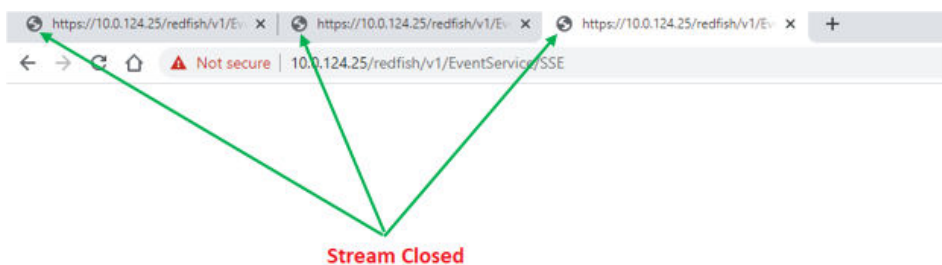 https://10.0.124.25/redfish/v1/Ev
https://10.0.124.25/redfish/v1/Ev
https://10.0.124.25/redfish/v1/Ev
Not secure | 10.0.124.25/redfish/v1/EventService/SSE
Stream Closed